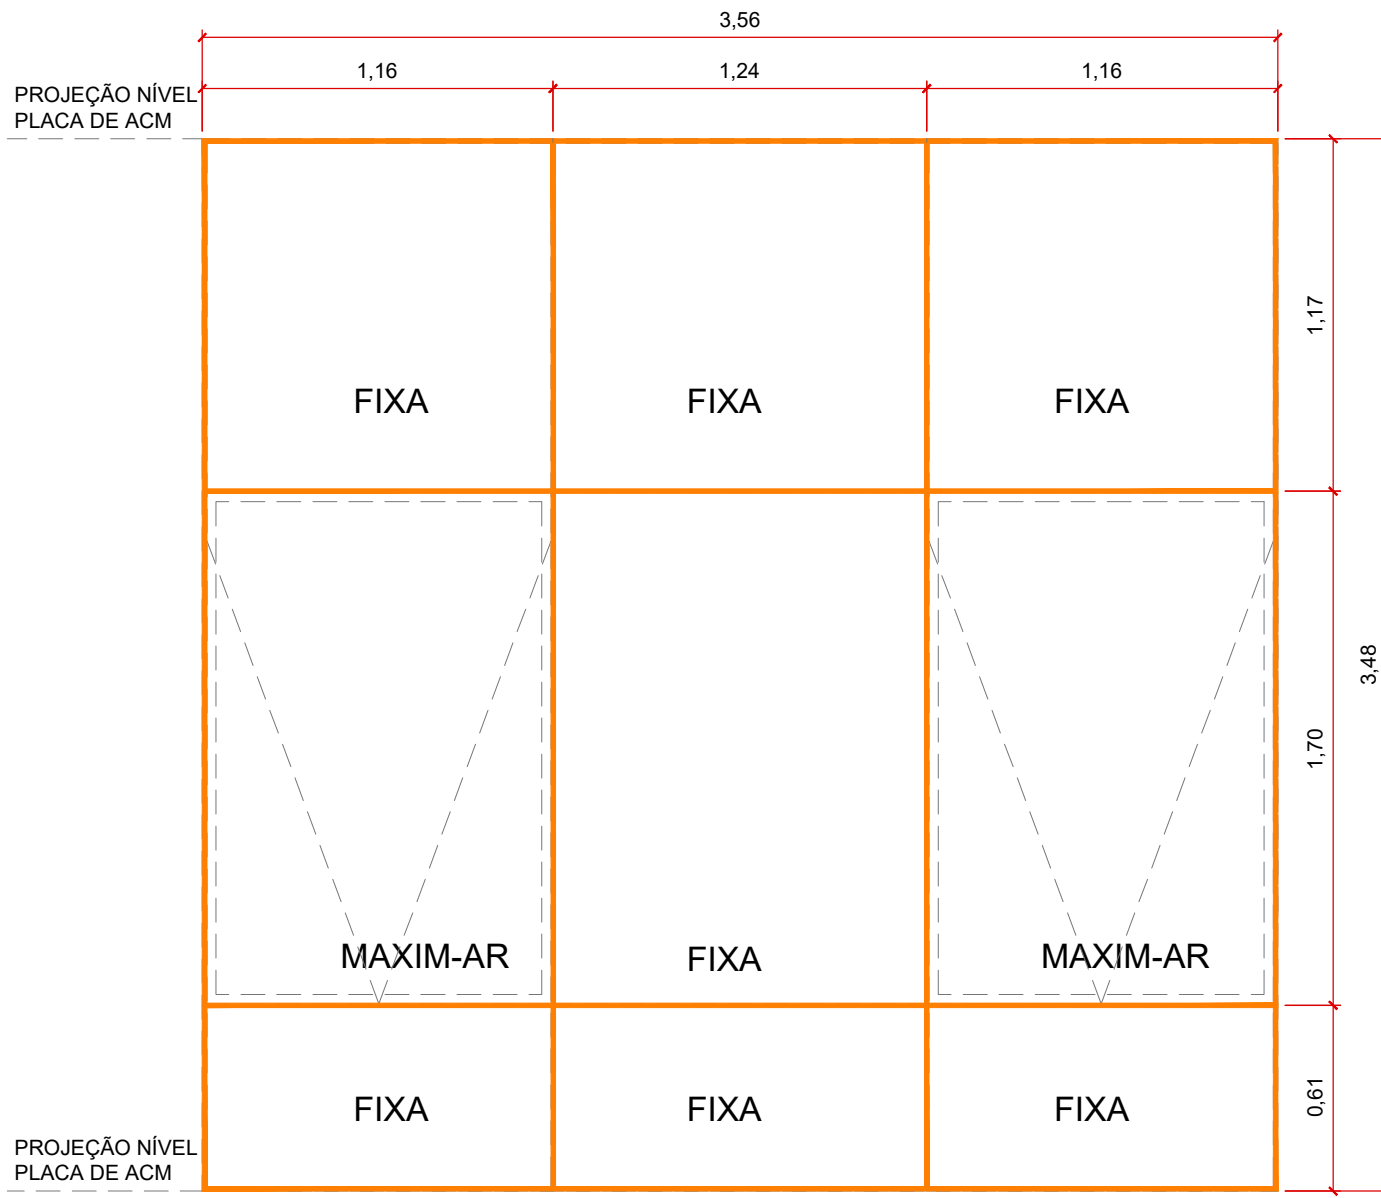 3,56
1,16
1,24
1,16
PROJEÇÃO NÍVEL
PLACA DE ACM
1,17
FIXA
FIXA
FIXA
3,48
1,70
MAXIM-AR
FIXA
MAXIM-AR
0,61
FIXA
FIXA
FIXA
PROJEÇÃO NÍVEL
PLACA DE ACM